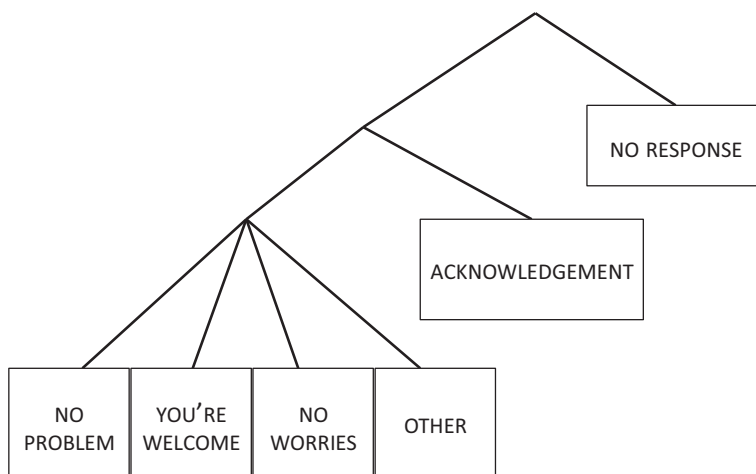 NO RESPONSE
ACKNOWLEDGEMENT
NO
PROBLEM
YOU’RE
WELCOME
NO
WORRIES
OTHER